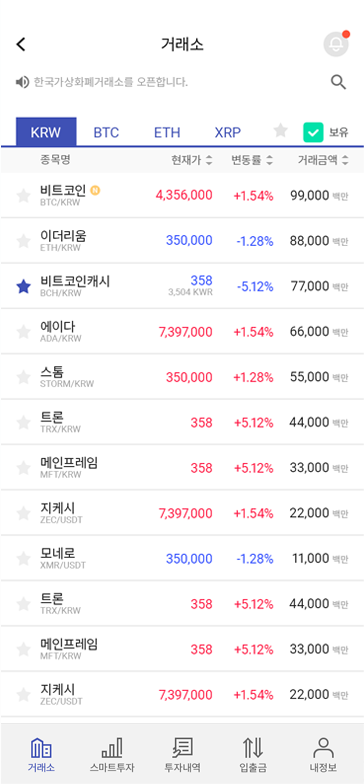 거래소
한국가상화폐거래소를 오픈합니다.
KRW BTC ETH XRP 보유
종목명 현재가 변동률 거래금액
비트코인 N 4,356,000 +1.54% 99,000 백만
BTC/KRW
이더리움 350,000 -1.28% 88,000 백만
ETH/KRW
비트코인캐시 358 -5.12% 77,000 백만
BCH/KRW 3,504 KWR
에이다 7,397,000 +1.54% 66,000 백만
ADA/KRW
스톰 350,000 +1.28% 55,000 백만
STORM/KRW
트론 358 +5.12% 44,000 백만
TRX/KRW
메인프레임 358 +5.12% 33,000 백만
MFT/KRW
지케시 7,397,000 +1.54% 22,000 백만
ZEC/USDT
모네로 350,000 -1.28% 11,000 백만
XMR/USDT
트론 358 +5.12% 44,000 백만
TRX/KRW
메인프레임 358 +5.12% 33,000 백만
MFT/KRW
지케시 7,397,000 +1.54% 22,000 백만
ZEC/USDT
거래소 스마트투자 투자내역 입출금 내정보